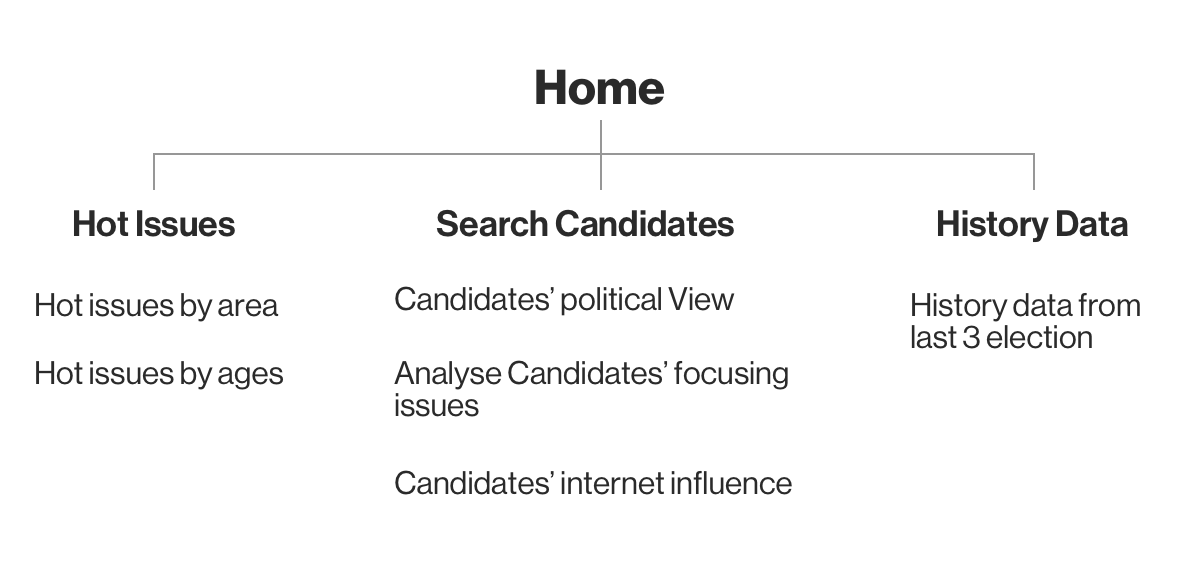 Home
Hot Issues
Hot issues by area
Hot issues by ages
Search Candidates
Candidates’ political View
Analyse Candidates’ focusing
issues
Candidates’ internet influence
History Data
History data from
last 3 election